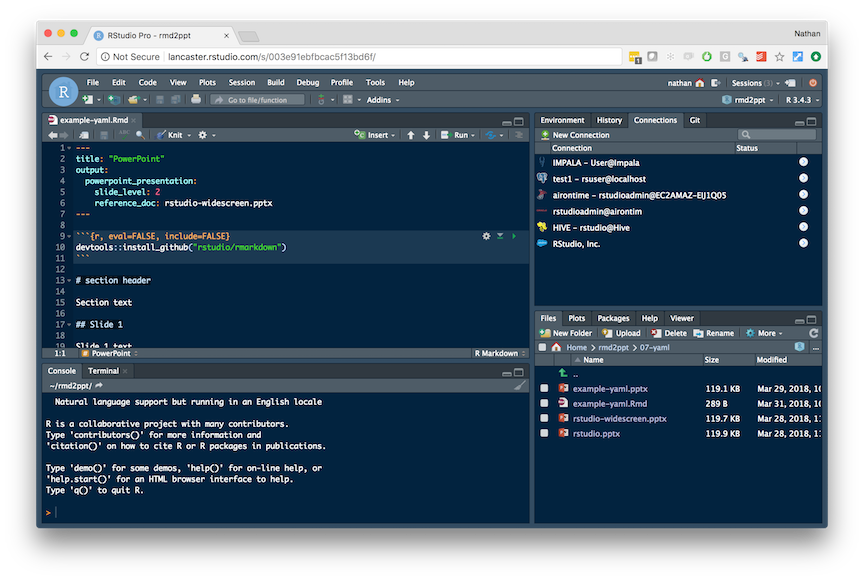 RStudio Pro - rmd2ppt
Nathan
Not Secure lancaster.rstudio.com/s/003e91ebfbcac5f13bd6f/
R
File Edit Code View Plots Session Build Debug Profile Tools Help
nathan Sessions
Go to file/function Addins
rmd2ppt R 3.4.3
example-yaml.Rmd
Knit Insert Run
1 ---
2 title: "PowerPoint"
3 output:
4 powerpoint_presentation:
5 slide_level: 2
6 reference_doc: rstudio-widescreen.pptx
7 ---
8
9 ```{r, eval=FALSE, include=FALSE}
10 devtools::install_github("rstudio/rmarkdown")
11 ```
12
13 # section header
14
15 Section text
16
17 ## Slide 1
18
19 Slide 1 text
1:1 PowerPoint R Markdown
Console Terminal
~/rmd2ppt/
Natural language support but running in an English locale
R is a collaborative project with many contributors.
Type 'contributors()' for more information and
'citation()' on how to cite R or R packages in publications.
Type 'demo()' for some demos, 'help()' for on-line help, or
'help.start()' for an HTML browser interface to help.
Type 'q()' to quit R.
>
Environment History Connections Git
New Connection
Connection Status
IMPALA - User@Impala
test1 - rsuser@localhost
airontime - rstudioadmin@EC2AMAZ-EIJ1Q05
rstudioadmin@airontim
HIVE - rstudio@Hive
RStudio, Inc.
Files Plots Packages Help Viewer
New Folder Upload Delete Rename More
Home rmd2ppt 07-yaml ...
Name Size Modified
..
example-yaml.pptx 119.1 KB Mar 29, 2018, 10
example-yaml.Rmd 289 B Mar 31, 2018, 10
rstudio-widescreen.pptx 119.7 KB Mar 28, 2018, 11
rstudio.pptx 119.9 KB Mar 28, 2018, 11